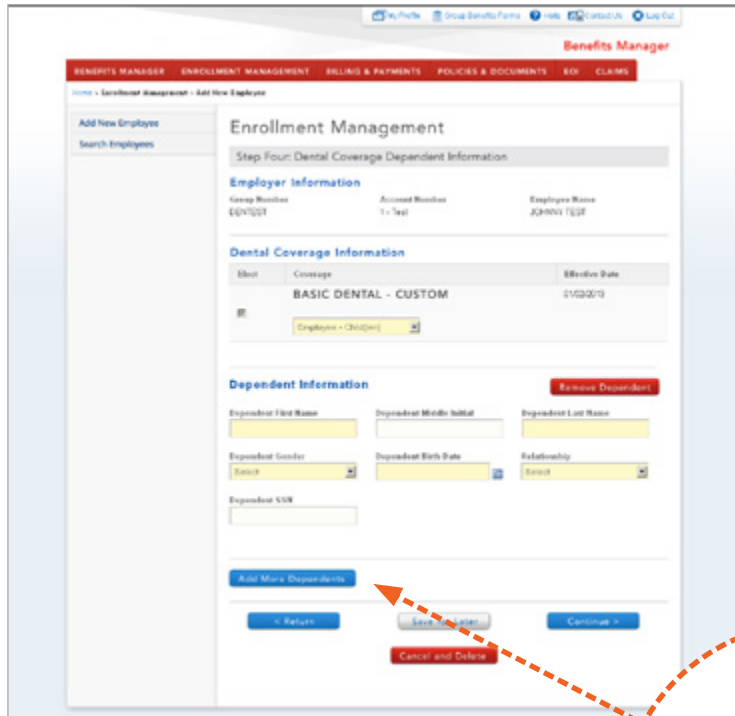 My Profile Group Benefits Forms Help Contact Us Log Out
Benefits Manager
BENEFITS MANAGER ENROLLMENT MANAGEMENT BILLING & PAYMENTS POLICIES & DOCUMENTS EOI CLAIMS
Home > Enrollment Management > Add New Employee
Add New Employee
Search Employees
Enrollment Management
Step Four: Dental Coverage Dependent Information
Employer Information
Group Number Account Number Employee Name
DENTEST 1 - Test JOHNNY TEST
Dental Coverage Information
Elect Coverage Effective Date
BASIC DENTAL - CUSTOM
Employee + Child(ren)
Dependent Information Remove Dependent
Dependent First Name Dependent Middle Initial Dependent Last Name
Dependent Gender Dependent Birth Date Relationship
Select Select
Dependent SSN
Add More Dependents
< Return Save for Later Continue >
Cancel and Delete